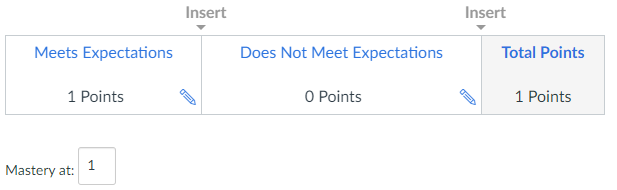 Insert Insert
Meets Expectations Does Not Meet Expectations Total Points
1 Points 0 Points 1 Points
Mastery at: 1